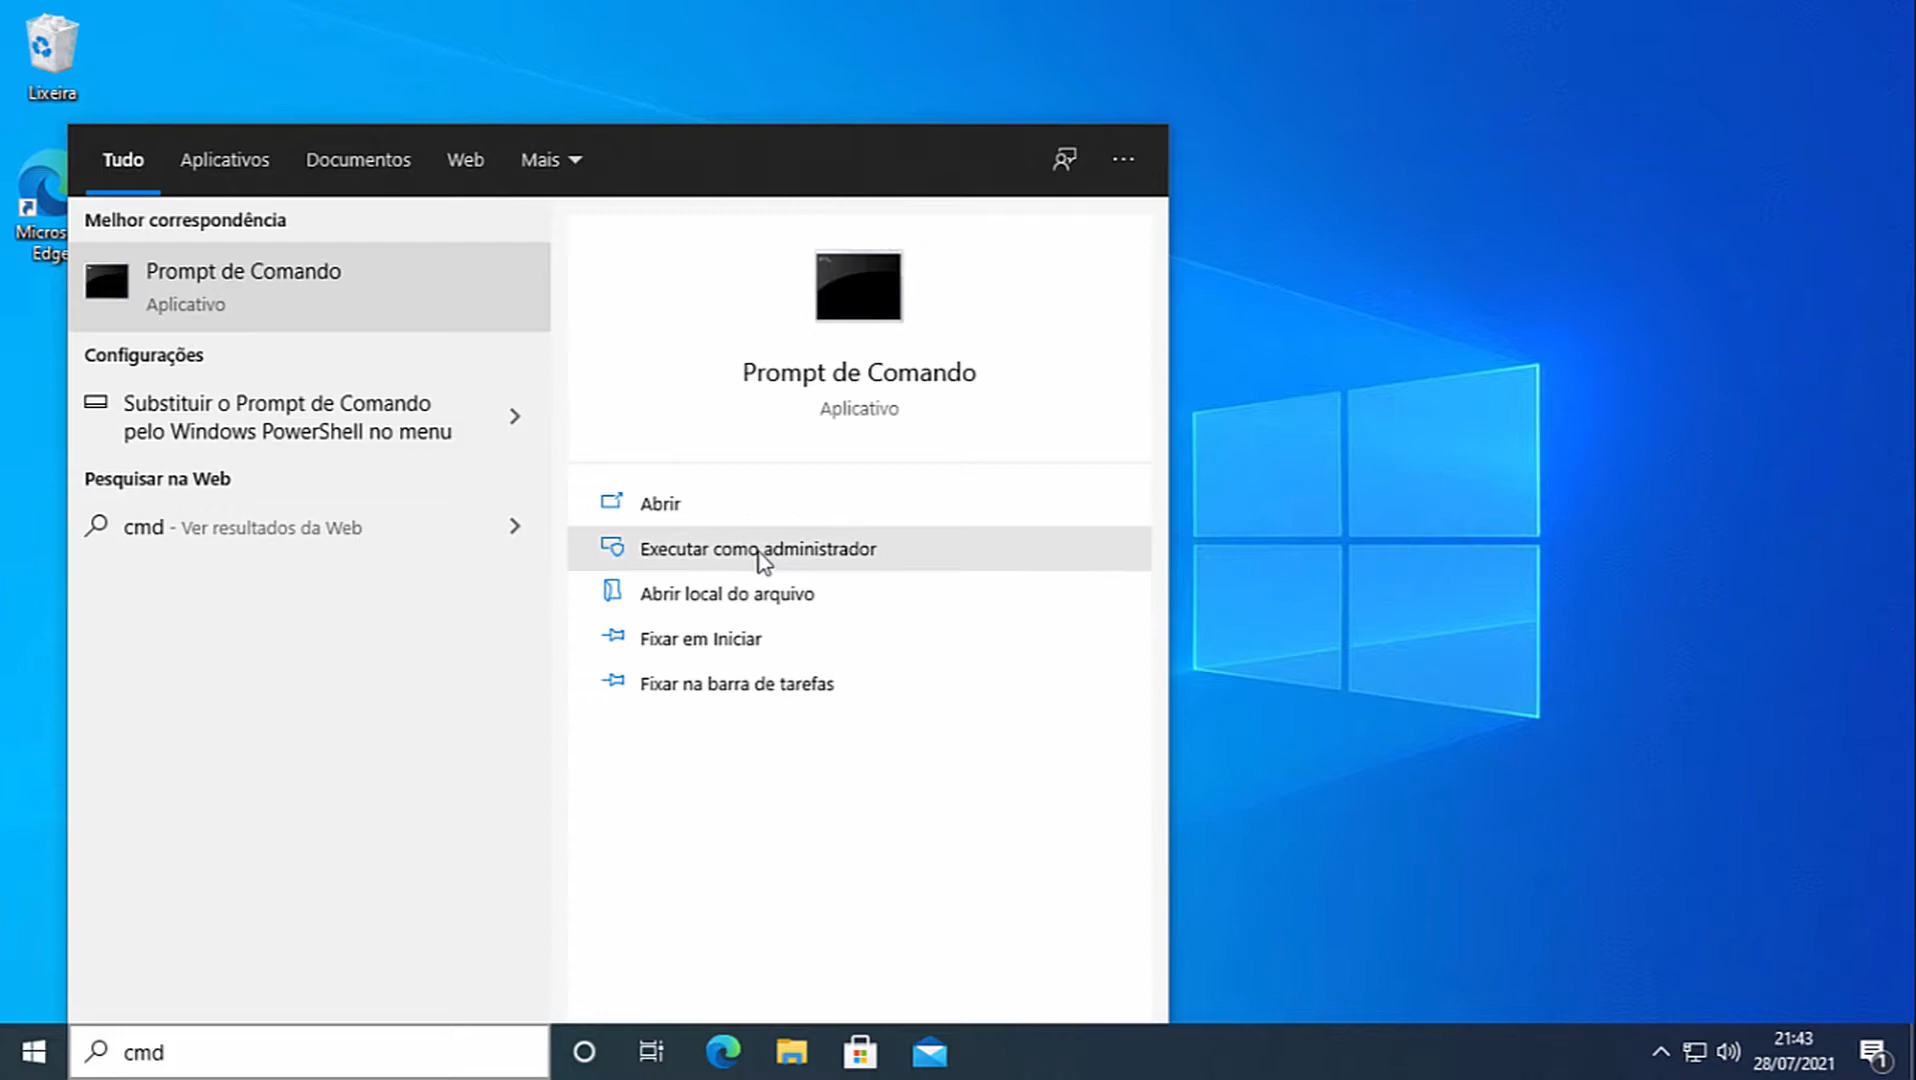 Lixeira
Micros
Edge
Tudo Aplicativos Documentos Web Mais
Melhor correspondência
Prompt de Comando
Aplicativo
Configurações
Substituir o Prompt de Comando
pelo Windows PowerShell no menu
Pesquisar na Web
cmd - Ver resultados da Web
Prompt de Comando
Aplicativo
Abrir
Executar como administrador
Abrir local do arquivo
Fixar em Iniciar
Fixar na barra de tarefas
cmd
21:43
28/07/2021
1